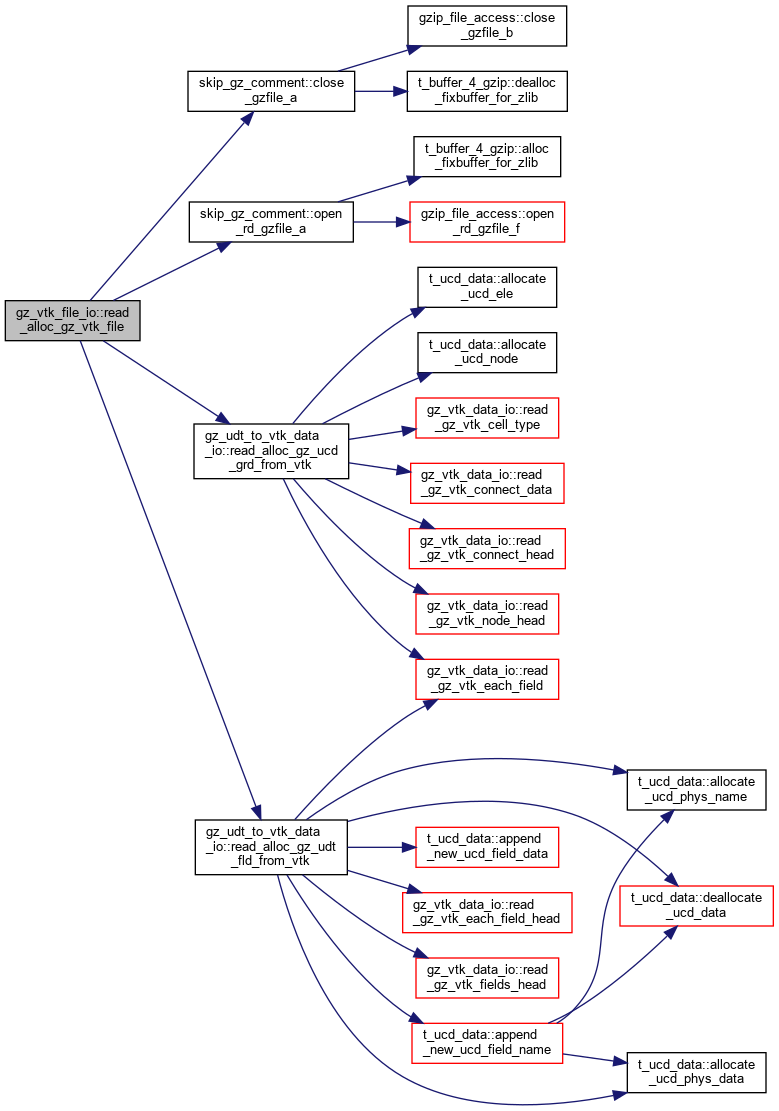 gzip_file_access::close
_gzfile_b
skip_gz_comment::close
_gzfile_a
t_buffer_4_gzip::dealloc
_fixbuffer_for_zlib
t_buffer_4_gzip::alloc
_fixbuffer_for_zlib
skip_gz_comment::open
_rd_gzfile_a
gzip_file_access::open
_rd_gzfile_f
t_ucd_data::allocate
_ucd_ele
gz_vtk_file_io::read
_alloc_gz_vtk_file
t_ucd_data::allocate
_ucd_node
gz_vtk_data_io::read
_gz_vtk_cell_type
gz_udt_to_vtk_data
_io::read_alloc_gz_ucd
_grd_from_vtk
gz_vtk_data_io::read
_gz_vtk_connect_data
gz_vtk_data_io::read
_gz_vtk_connect_head
gz_vtk_data_io::read
_gz_vtk_node_head
gz_vtk_data_io::read
_gz_vtk_each_field
t_ucd_data::allocate
_ucd_phys_name
gz_udt_to_vtk_data
_io::read_alloc_gz_udt
_fld_from_vtk
t_ucd_data::append
_new_ucd_field_data
t_ucd_data::deallocate
_ucd_data
gz_vtk_data_io::read
_gz_vtk_each_field_head
gz_vtk_data_io::read
_gz_vtk_fields_head
t_ucd_data::append
_new_ucd_field_name
t_ucd_data::allocate
_ucd_phys_data